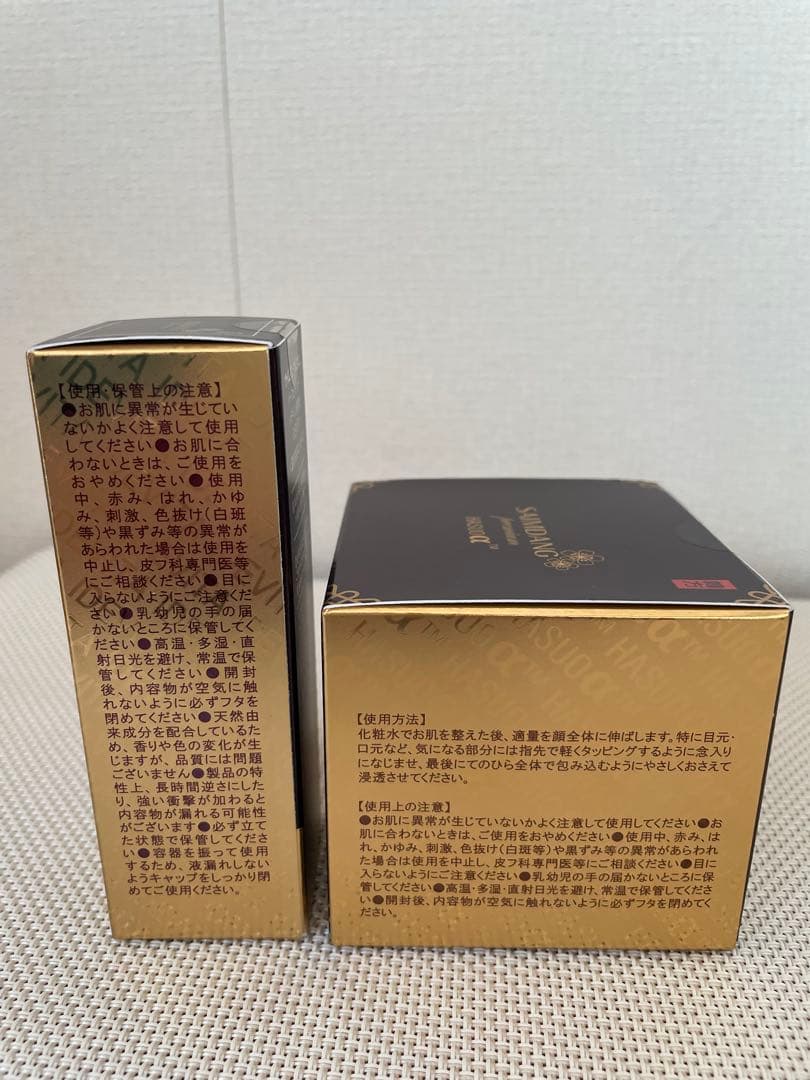 【使用・保管上の注意】
●お肌に異常が生じてい
ないかよく注意して使用
してください●お肌に合
わないときは、ご使用を
おやめください●使用
中、赤み、はれ、かゆ
み、刺激、色抜け(白斑
等)や黒ずみ等の異常が
あらわれた場合は使用を
中止し、皮フ科専門医等
にご相談ください●目に
入らないようにご注意くだ
さい●乳幼児の手の届
かないところに保管してく
ださい●高温・多湿・直
射日光を避け、常温で保
管してください●開封
後、内容物が空気に触
れないように必ずフタを
閉めてください●天然由
来成分を配合しているた
め、香りや色の変化が生
じますが、品質には問題
ございません●製品の特
性上、長時間逆さにした
り、強い衝撃が加わると
内容物が漏れる可能性
がございます●必ず立て
た状態で保管してください
●容器を振って使用
するため、液漏れしない
ようキャップをしっかり閉
めてご使用ください。
SAIMDANG
【使用方法】
化粧水でお肌を整えた後、適量を顔全体に伸ばします。特に目元・
口元など、気になる部分には指先で軽くタッピングするように念入り
になじませ、最後にてのひら全体で包み込むようにやさしくおさえて
浸透させてください。
【使用上の注意】
●お肌に異常が生じていないかよく注意して使用してください●お
肌に合わないときは、ご使用をおやめください●使用中、赤み、は
れ、かゆみ、刺激、色抜け(白斑等)や黒ずみ等の異常があらわれ
た場合は使用を中止し、皮フ科専門医等にご相談ください●目に
入らないようにご注意ください●乳幼児の手の届かないところに保
管してください●高温・多湿・直射日光を避け、常温で保管してくださ
い●開封後、内容物が空気に触れないように必ずフタを閉めてく
ださい。